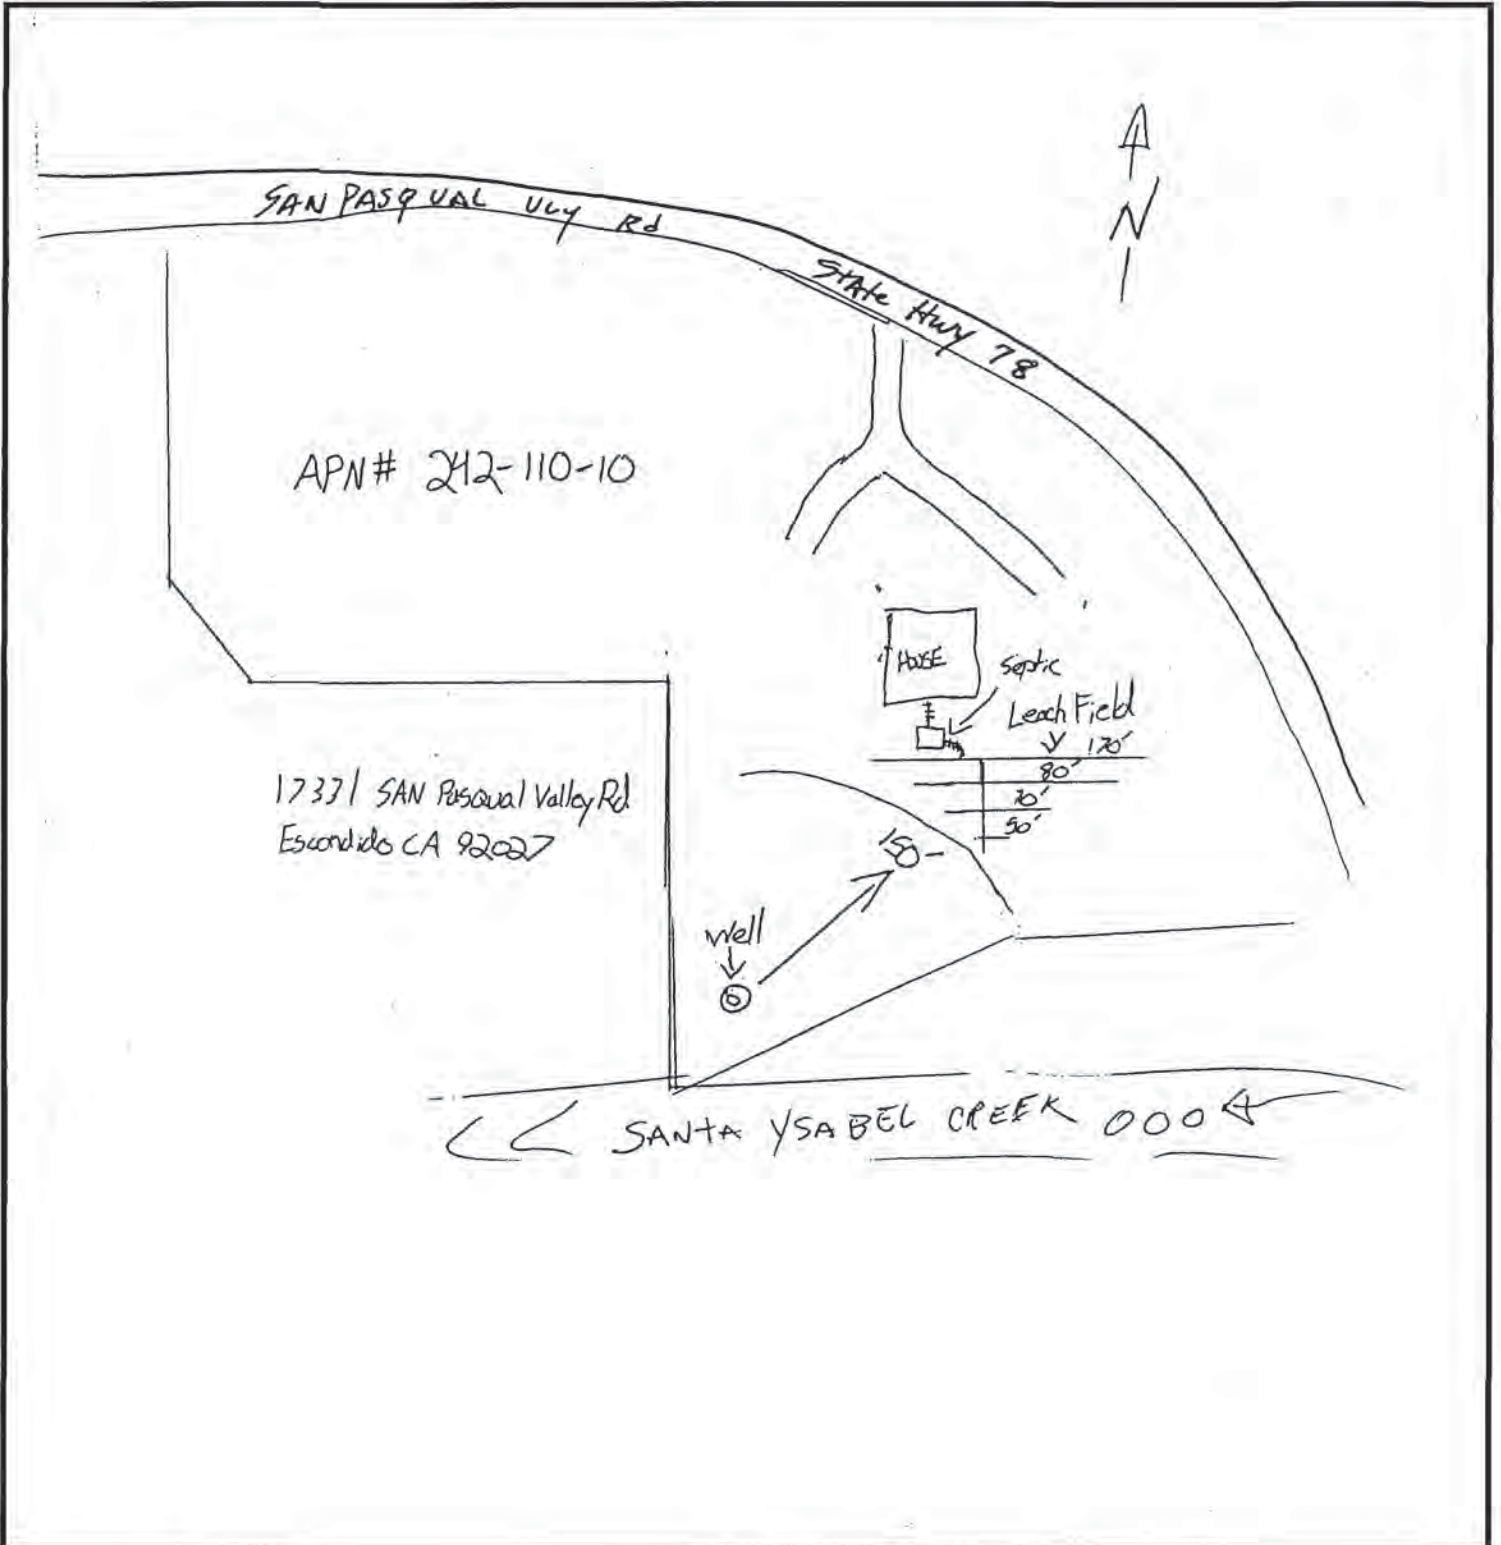 SAN PASQUAL VLY Rd
State Hwy 78
N
APN# 242-110-10
HOUSE
Septic
Leach Field
120'
80'
70'
50'
17331 SAN Pasqual Valley Rd
Escondido CA 92027
150-
Well
SANTA YSABEL CREEK